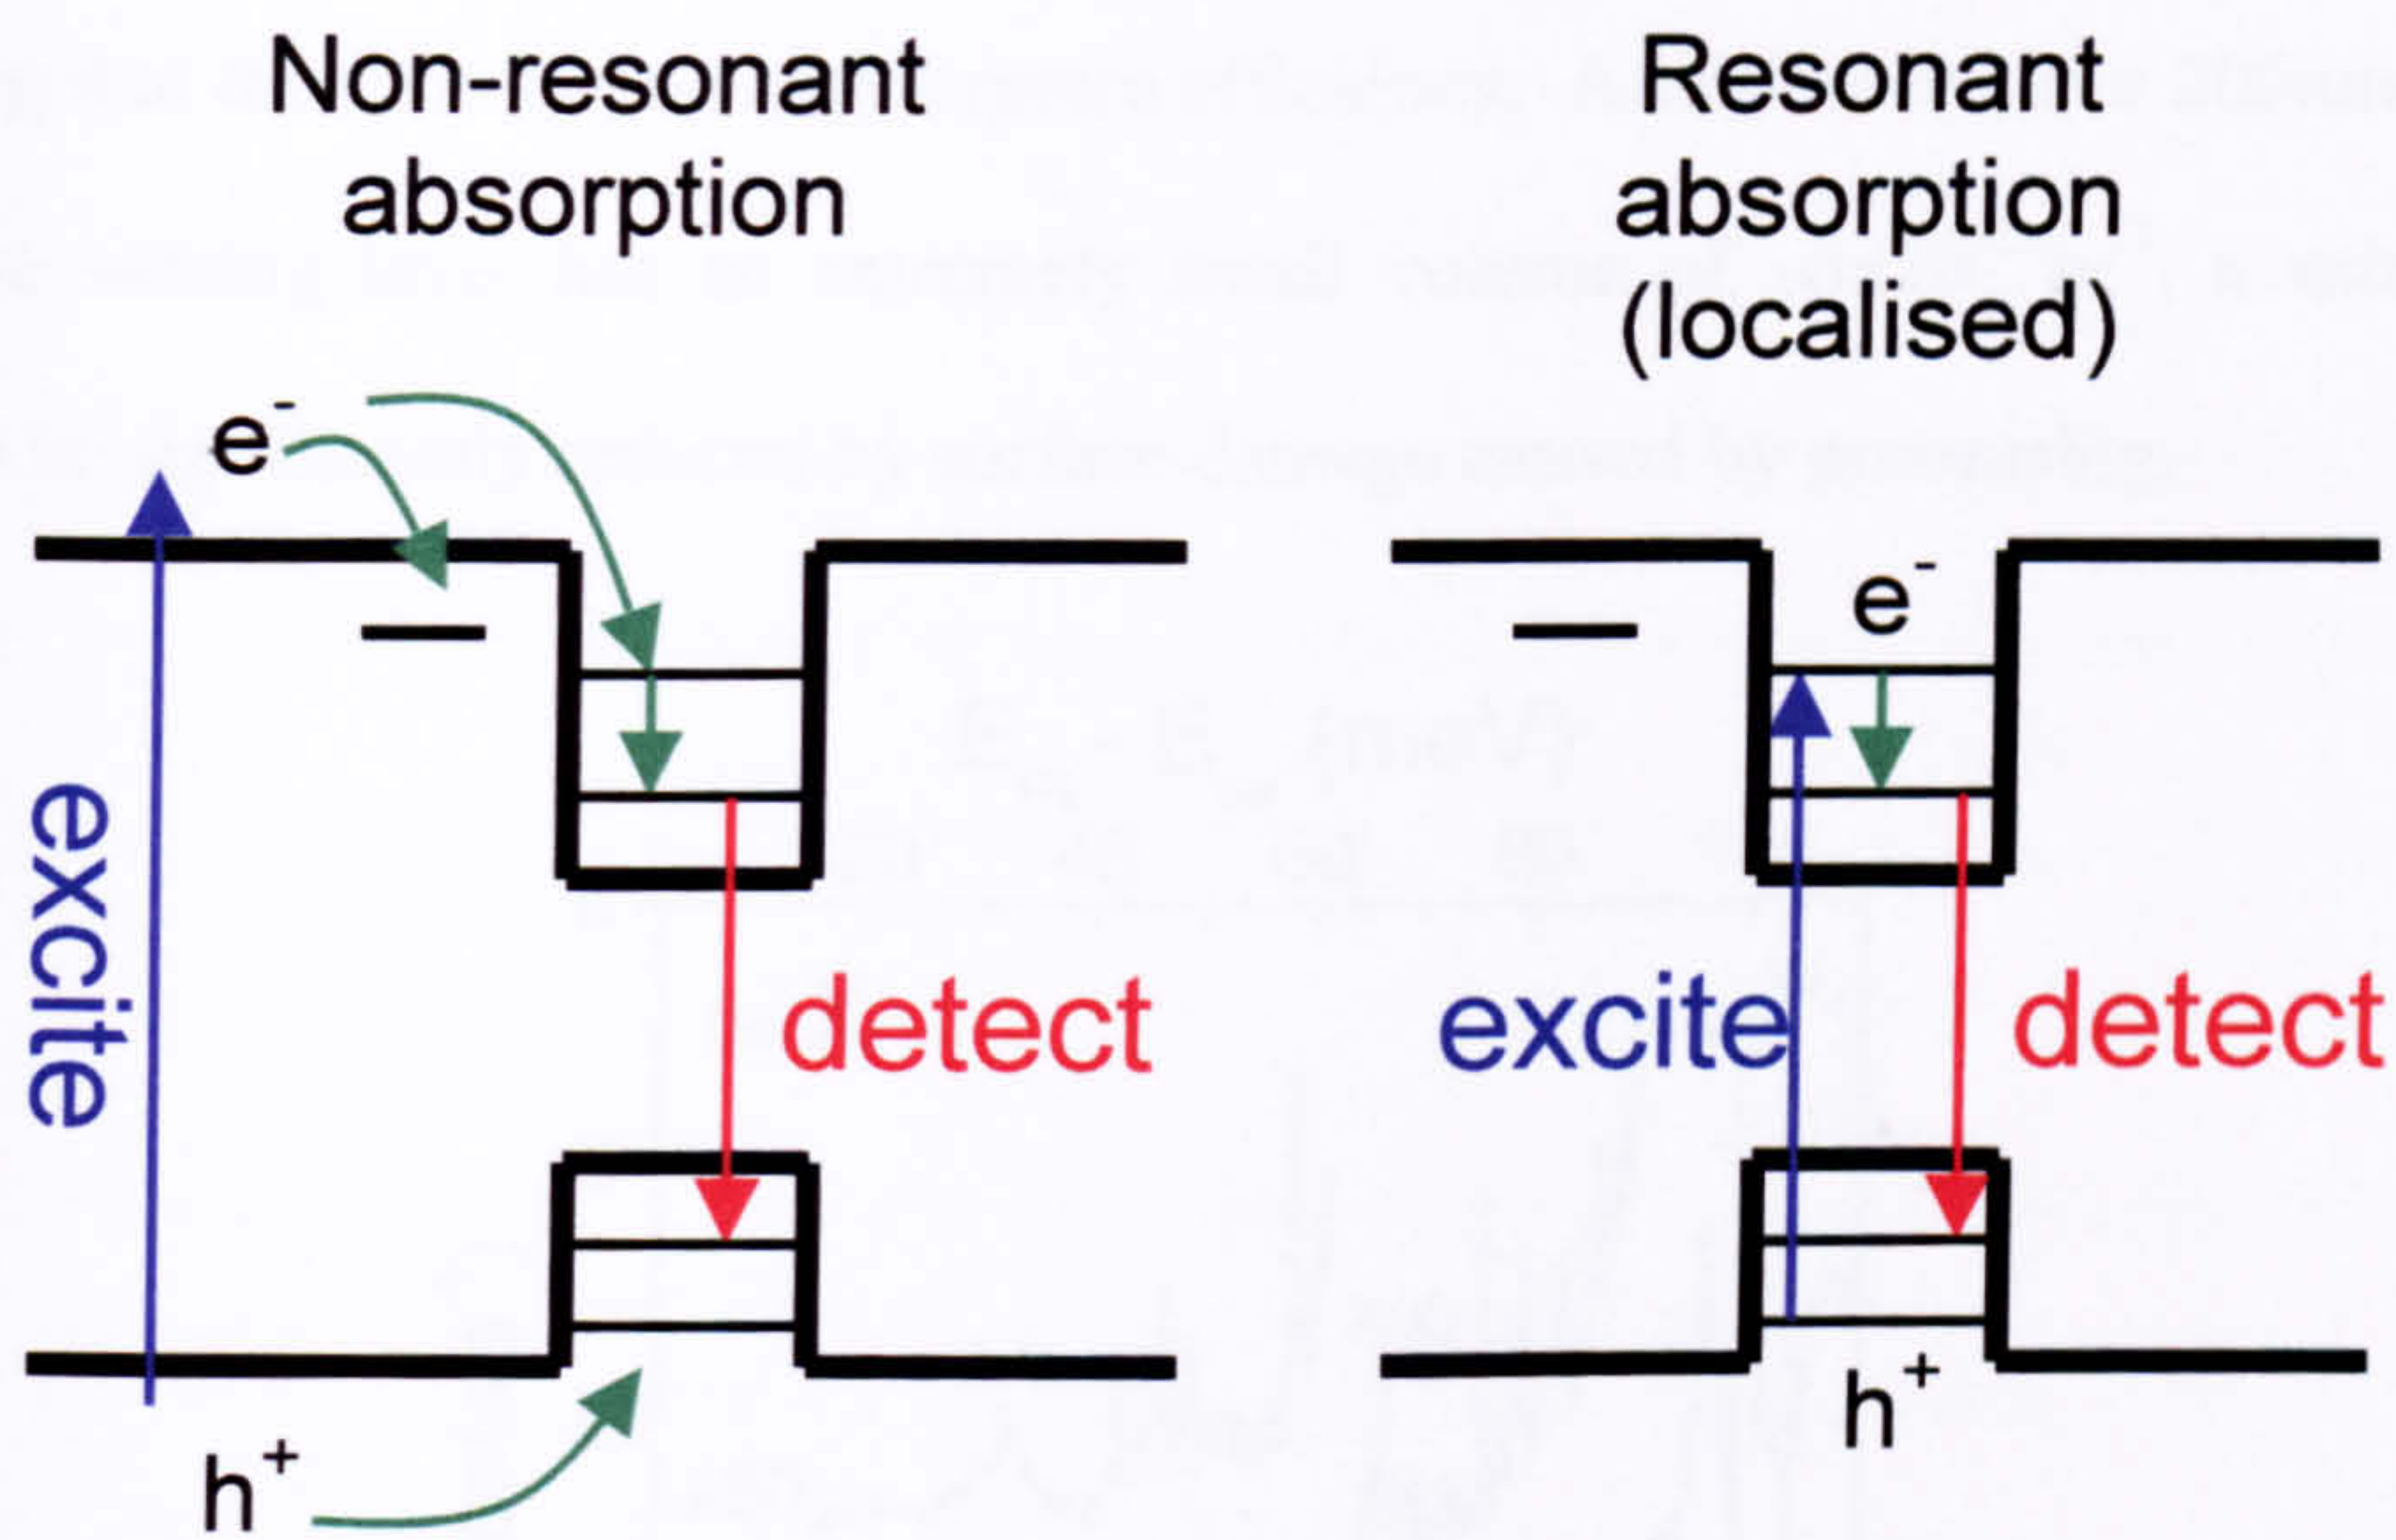 Non-resonant
absorption
e⁻
excite
detect
h⁺
Resonant
absorption
(localised)
e⁻
excite
detect
h⁺